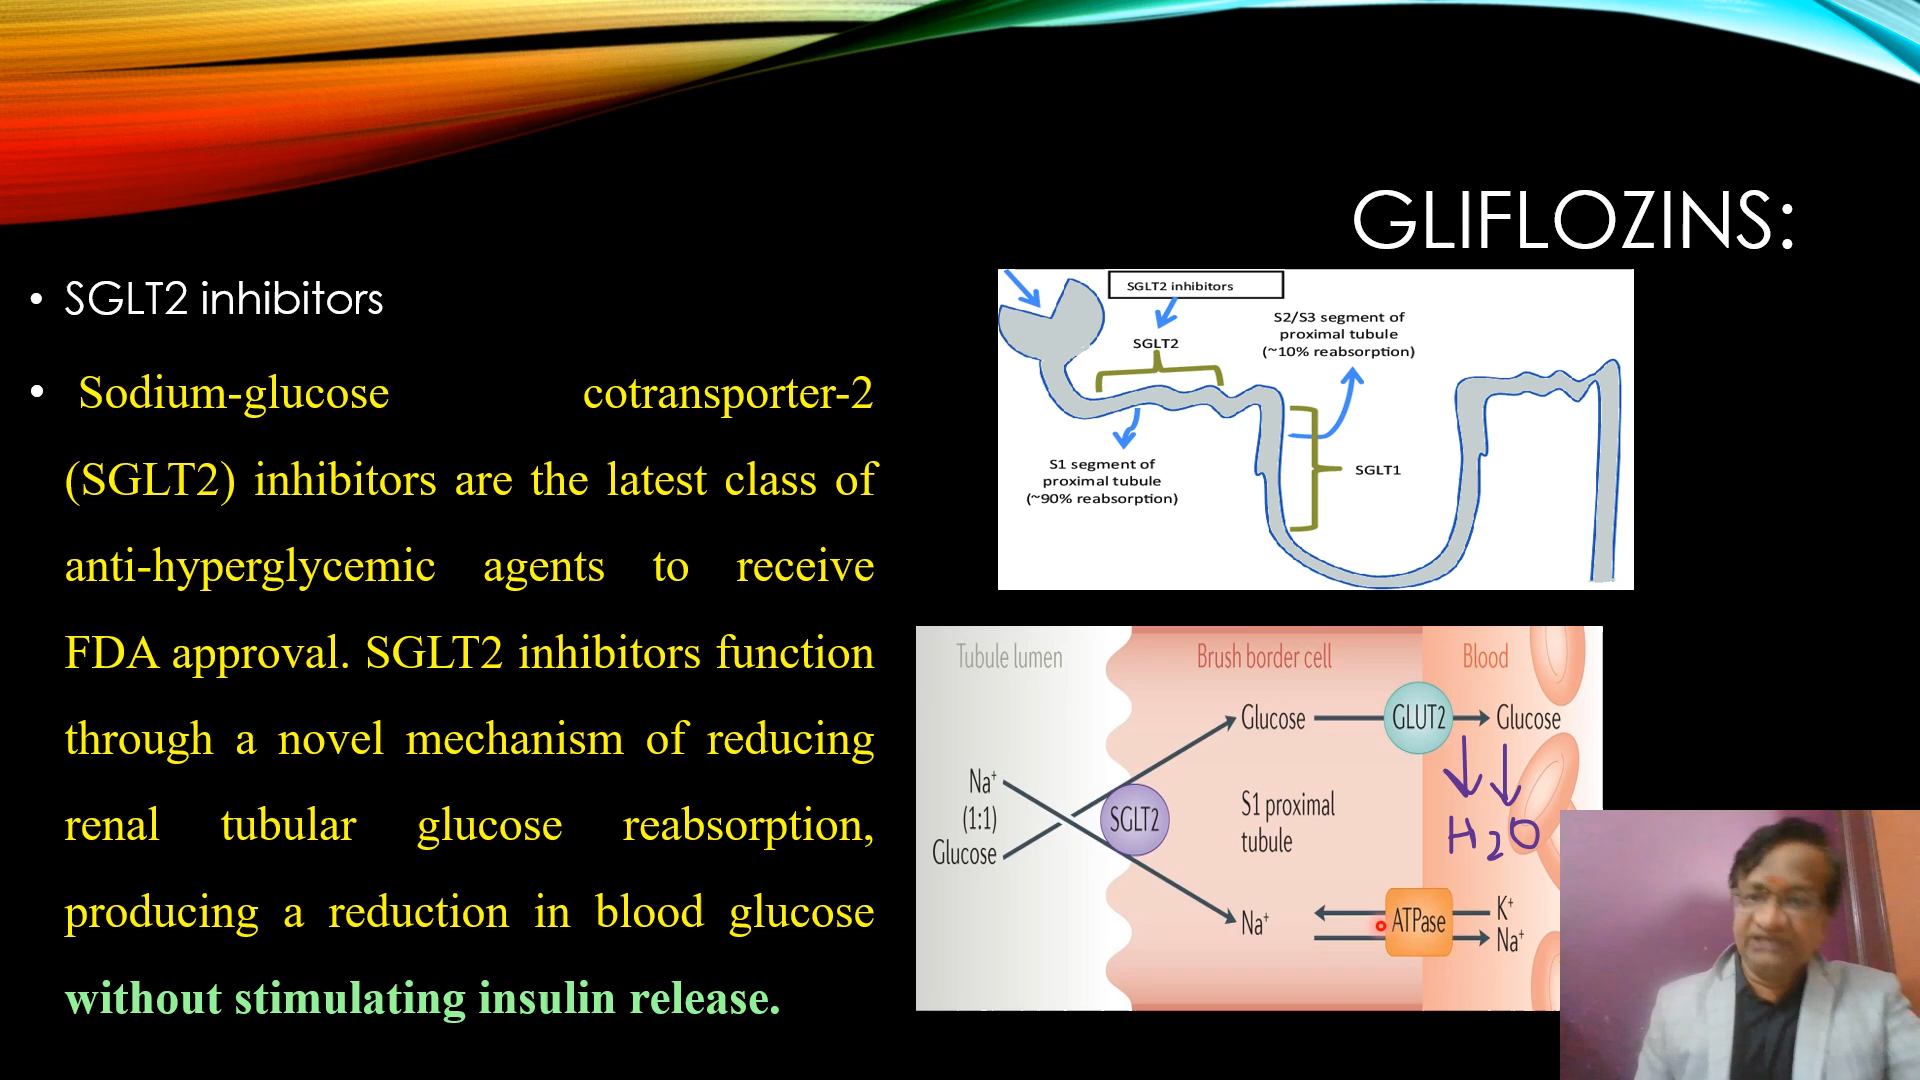 GLIFLOZINS:
• SGLT2 inhibitors
• Sodium-glucose cotransporter-2
(SGLT2) inhibitors are the latest class of
anti-hyperglycemic agents to receive
FDA approval. SGLT2 inhibitors function
through a novel mechanism of reducing
renal tubular glucose reabsorption,
producing a reduction in blood glucose
without stimulating insulin release.
SGLT2 inhibitors
SGLT2
S2/S3 segment of
proximal tubule
(~10% reabsorption)
S1 segment of
proximal tubule
(~90% reabsorption)
SGLT1
Tubule lumen
Brush border cell
Blood
Glucose
GLUT2
Glucose
Na⁺
(1:1)
Glucose
SGLT2
S1 proximal
tubule
H2O
Na⁺
ATPase
K⁺
Na⁺